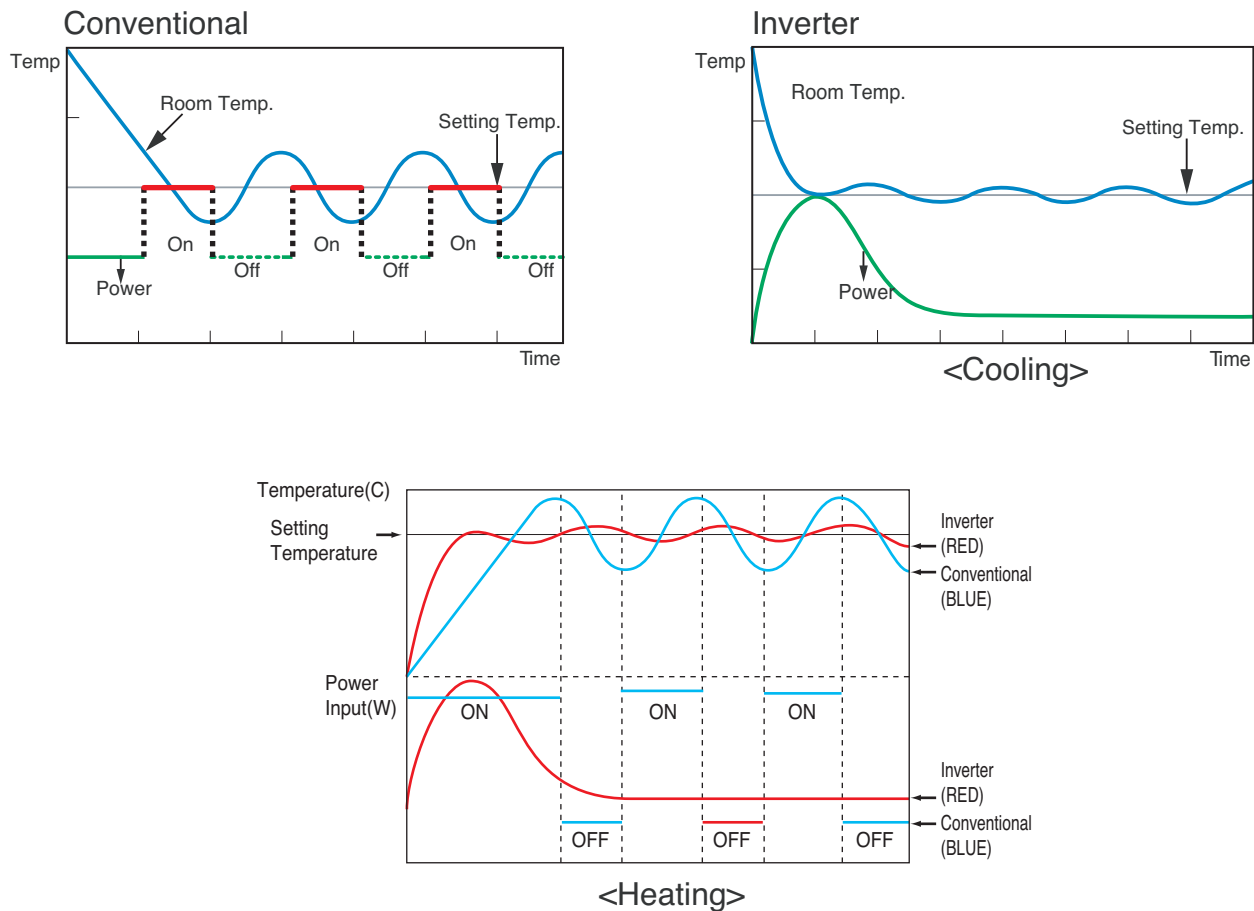 Conventional
Temp
Room Temp.
Setting Temp.
On
Off
On
Off
On
Off
Power
Time
Inverter
Temp
Room Temp.
Setting Temp.
Power
Time
<Cooling>
Temperature(C)
Setting
Temperature
Inverter
(RED)
Conventional
(BLUE)
Power
Input(W)
ON
ON
ON
Inverter
(RED)
Conventional
(BLUE)
OFF
OFF
OFF
<Heating>